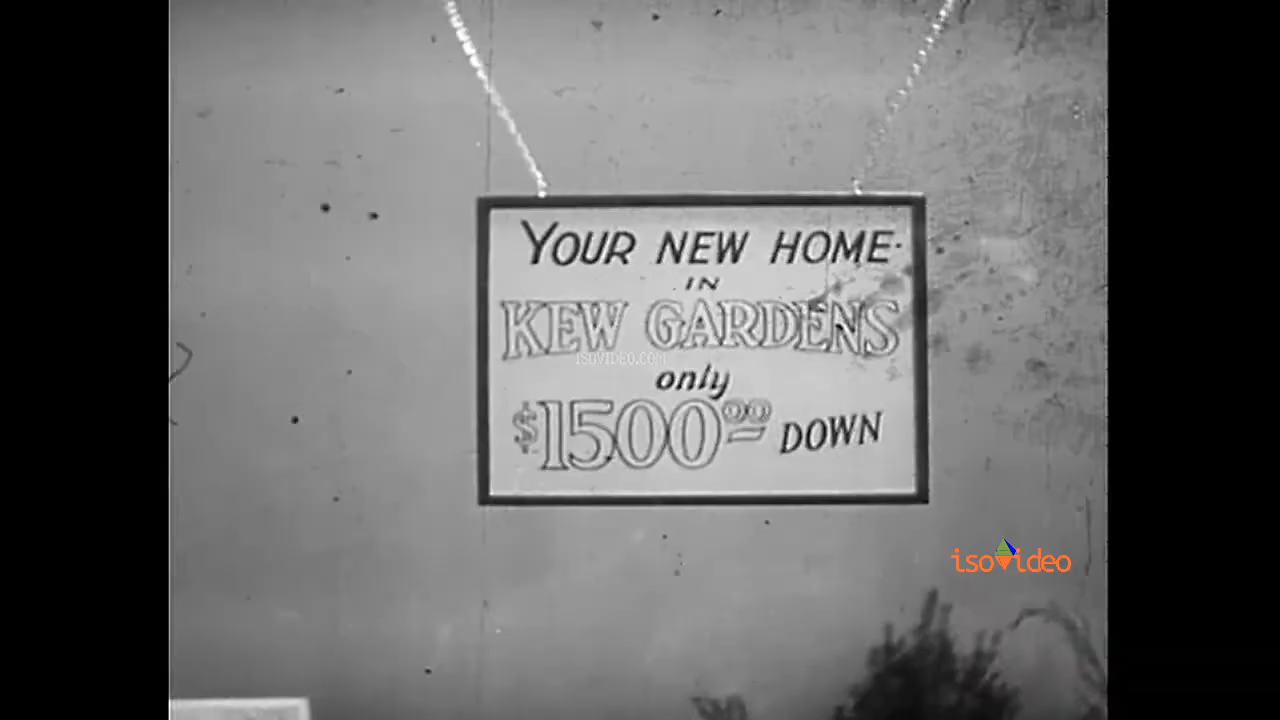 YOUR NEW HOME
IN
KEW GARDENS
ISOVIDEO.COM
only
$1500.00 DOWN
isovideo